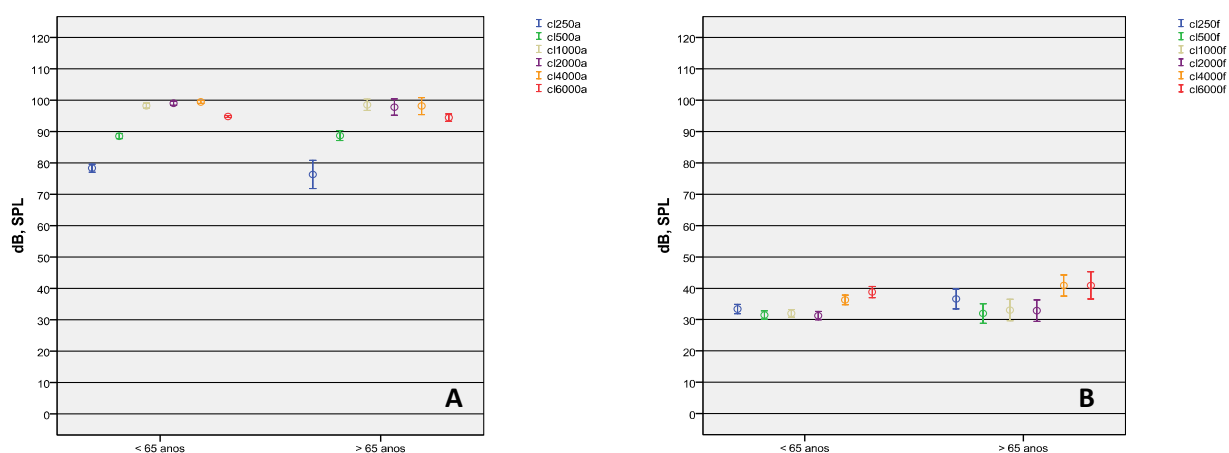 dB, SPL
120
110
100
90
80
70
60
50
40
30
20
10
0
< 65 anos
> 65 anos
A
cl250a
cl500a
cl1000a
cl2000a
cl4000a
cl6000a
dB, SPL
120
110
100
90
80
70
60
50
40
30
20
10
0
< 65 anos
> 65 anos
B
cl250f
cl500f
cl1000f
cl2000f
cl4000f
cl6000f